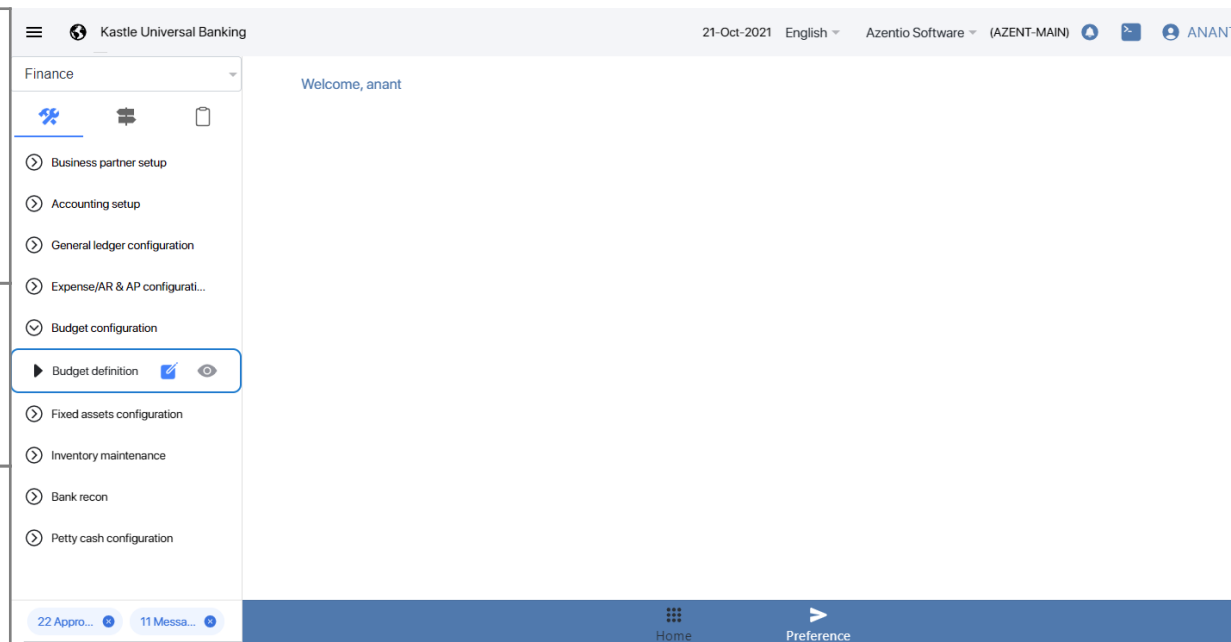 Kastle Universal Banking
21-Oct-2021 English Azentio Software (AZENT-MAIN) ANANT
Finance
Welcome, anant
Business partner setup
Accounting setup
General ledger configuration
Expense/AR & AP configurati...
Budget configuration
Budget definition
Fixed assets configuration
Inventory maintenance
Bank recon
Petty cash configuration
22 Appro... 11 Messa...
Home Preference